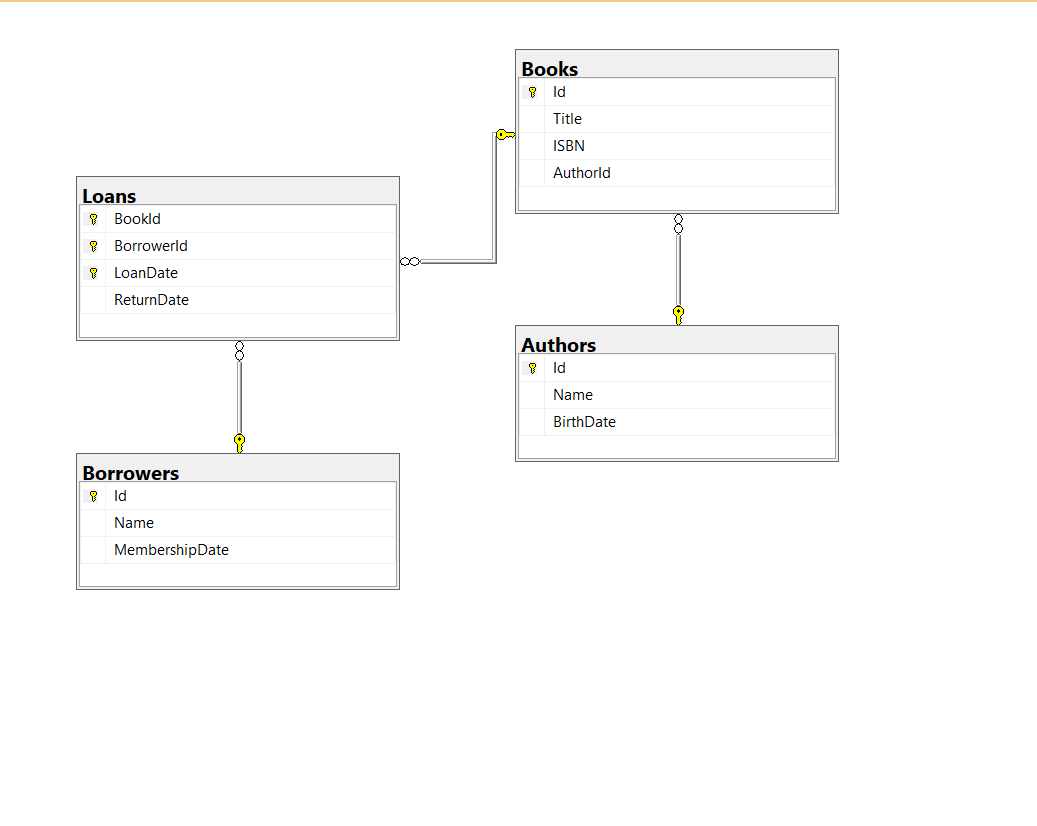 Books
Id
Title
ISBN
AuthorId
Loans
BookId
BorrowerId
LoanDate
ReturnDate
Authors
Id
Name
BirthDate
Borrowers
Id
Name
MembershipDate